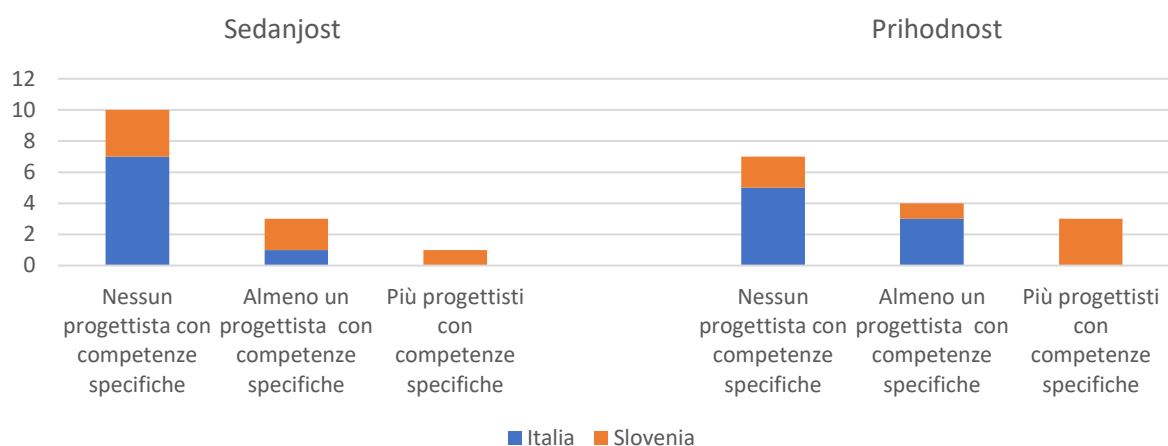 Sedanjost
Prihodnost
12
10
8
6
4
2
0
Nessun
progettista con
competenze
specifiche
Almeno un
progettista  con
competenze
specifiche
Più progettisti
con
competenze
specifiche
Nessun
progettista con
competenze
specifiche
Almeno un
progettista  con
competenze
specifiche
Più progettisti
con
competenze
specifiche
Italia
Slovenia